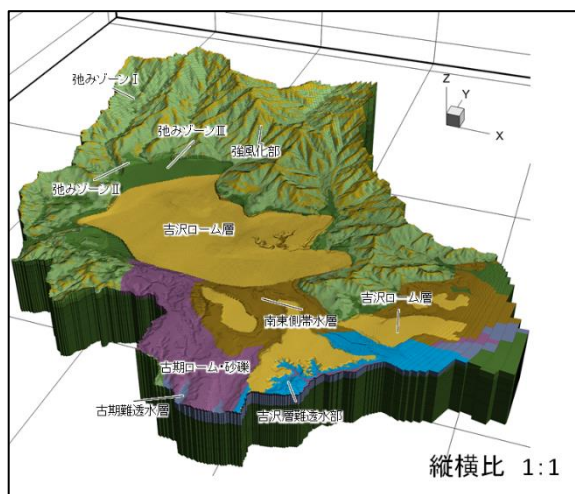 弛みゾーンⅠ
弛みゾーンⅢ
強風化部
弛みゾーンⅡ
吉沢ローム層
吉沢ローム層
南東側帯水層
古期ローム・砂礫
古期難透水層
吉沢層難透水部
Z
Y
X
縦横比 1:1